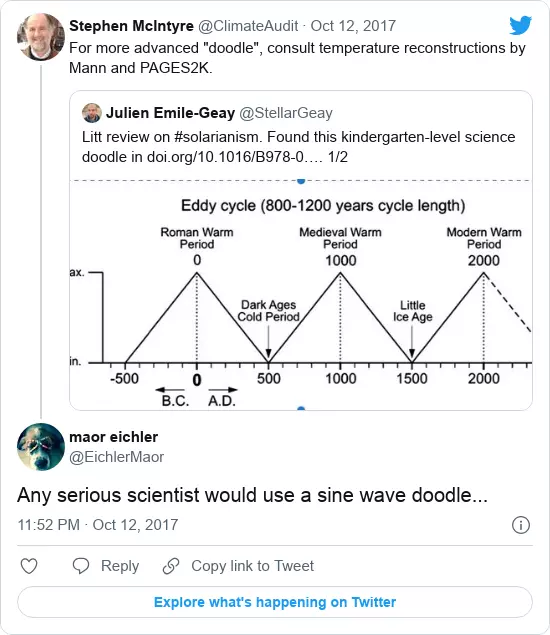 Stephen McIntyre @ClimateAudit · Oct 12, 2017
For more advanced "doodle", consult temperature reconstructions by
Mann and PAGES2K.
Julien Emile-Geay @StellarGeay
Litt review on #solarianism. Found this kindergarten-level science
doodle in doi.org/10.1016/B978-0…. 1/2
Eddy cycle (800-1200 years cycle length)
Roman Warm
Period
0
Medieval Warm
Period
1000
Modern Warm
Period
2000
ax.
Dark Ages
Cold Period
Little
Ice Age
in.
-500 0 500 1000 1500 2000
B.C. A.D.
maor eichler
@EichlerMaor
Any serious scientist would use a sine wave doodle...
11:52 PM · Oct 12, 2017
Reply Copy link to Tweet
Explore what's happening on Twitter